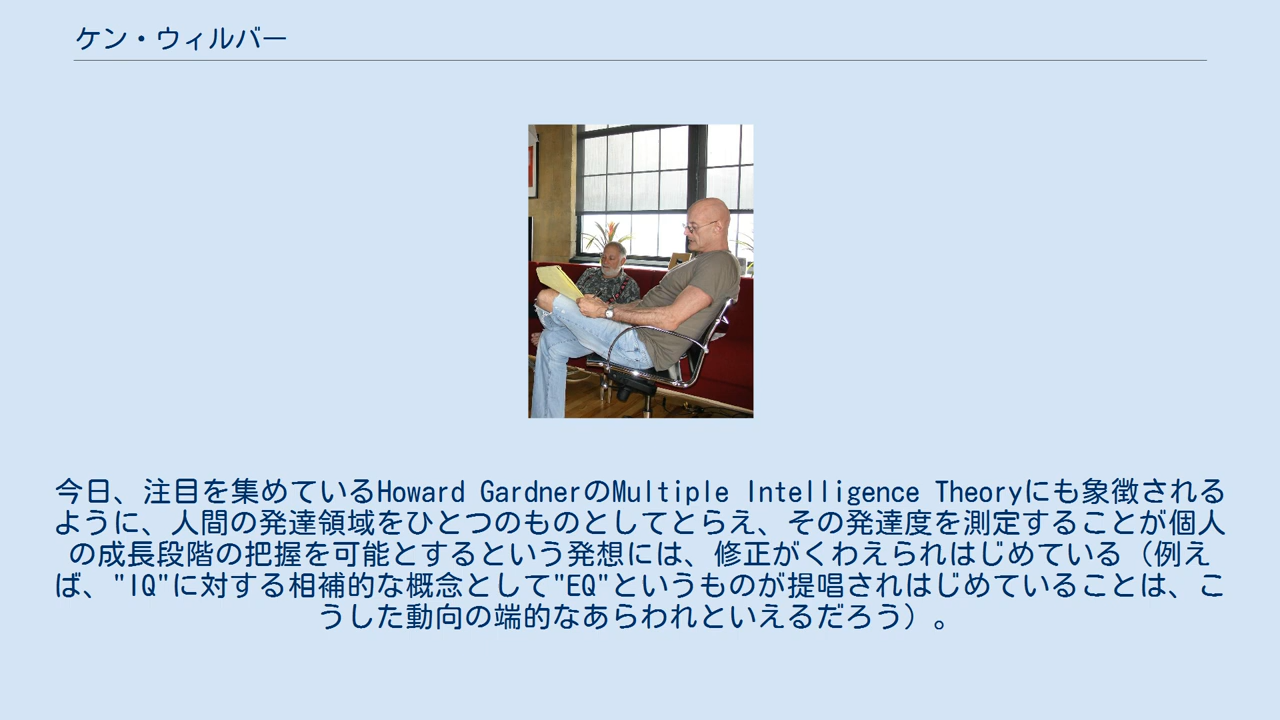 ケン・ウィルバー
今日、注目を集めているHoward GardnerのMultiple Intelligence Theoryにも象徴される
ように、人間の発達領域をひとつのものとしてとらえ、その発達度を測定することが個人
の成長段階の把握を可能とするという発想には、修正がくわえられはじめている（例え
ば、"IQ"に対する相補的な概念として"EQ"というものが提唱されはじめていることは、こ
うした動向の端的なあらわれといえるだろう）。